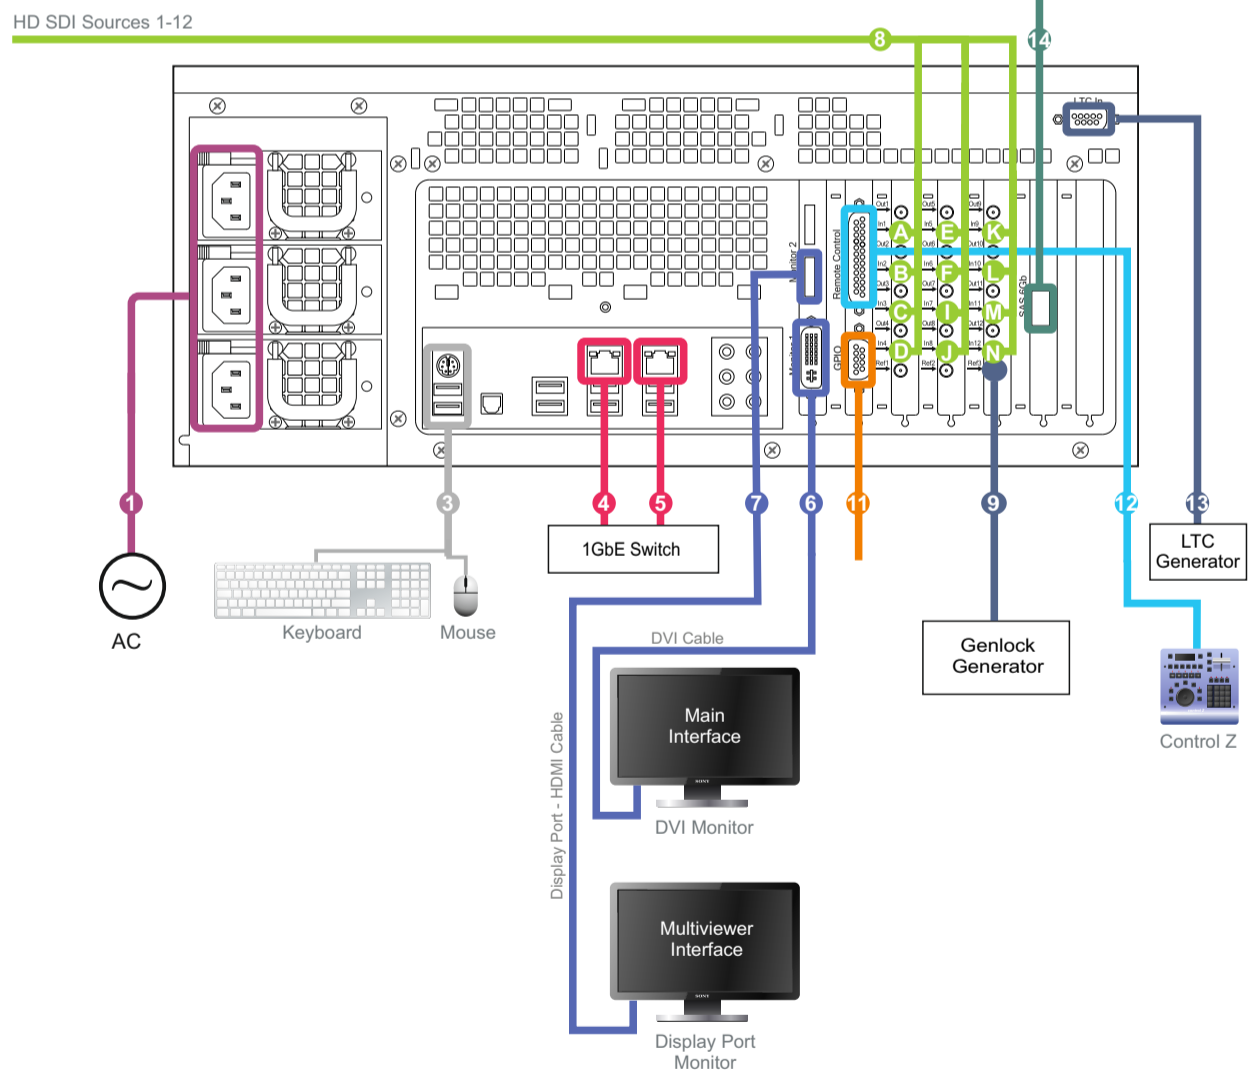 HD SDI Sources 1-12
8
14
LTC In
Out1
Out5
Out9
In1
In5
In9
A
E
K
Out2
Out6
Out10
Monitor 2
Remote Control
In2
In6
In10
B
F
L
Out3
Out7
Out11
SAS 6Gb
In3
In7
In11
C
I
M
Out4
Out8
Out12
Monitor 1
GPIO
In4
In8
In12
D
J
N
Ref1
Ref2
Ref3
1
3
4
5
7
6
11
9
12
13
1GbE Switch
LTC
Generator
AC
Keyboard
Mouse
DVI Cable
Genlock
Generator
Main
Interface
SONY
DVI Monitor
Control Z
Display Port - HDMI Cable
Multiviewer
Interface
SONY
Display Port
Monitor